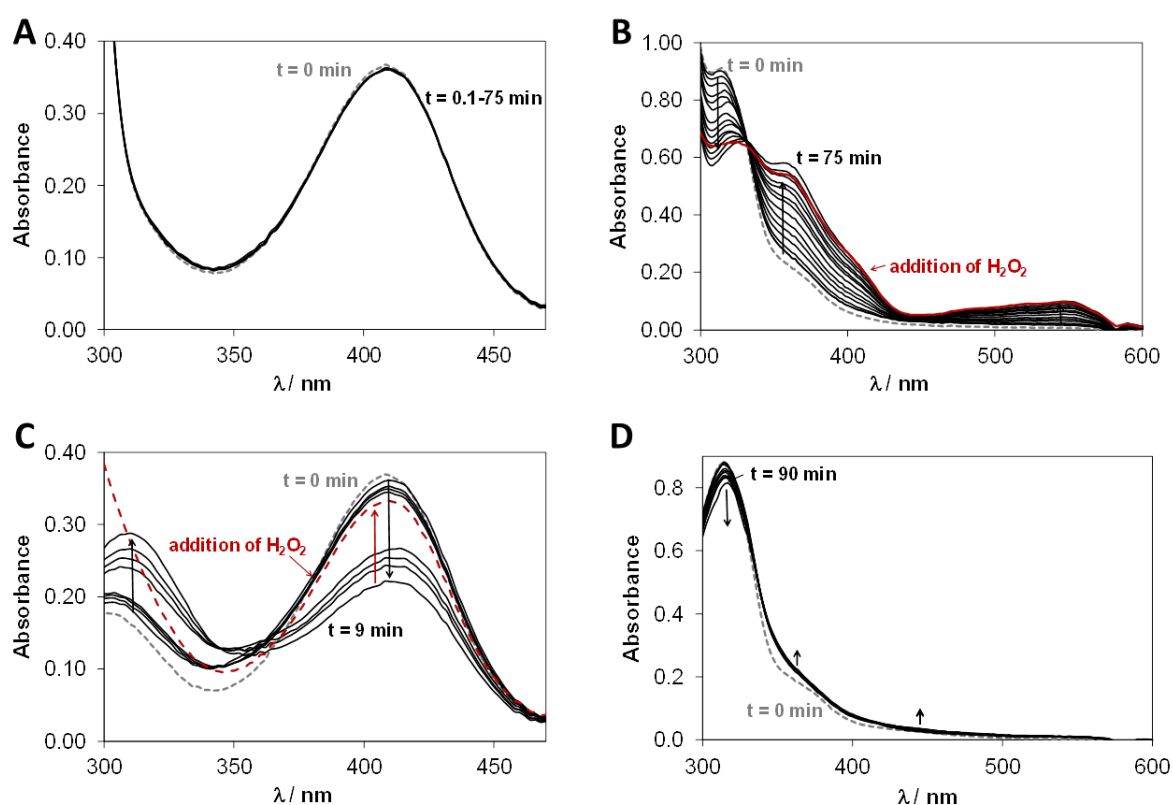 A
0.40
0.30
0.20
0.10
0.00
Absorbance
t = 0 min
t = 0.1-75 min
300
350
400
450
λ / nm
B
1.00
0.80
0.60
0.40
0.20
0.00
Absorbance
t = 0 min
t = 75 min
addition of H₂O₂
300
400
500
600
λ / nm
C
0.40
0.30
0.20
0.10
0.00
Absorbance
t = 0 min
addition of H₂O₂
t = 9 min
300
350
400
450
λ / nm
D
0.8
0.6
0.4
0.2
0.0
Absorbance
t = 90 min
t = 0 min
300
400
500
600
λ / nm